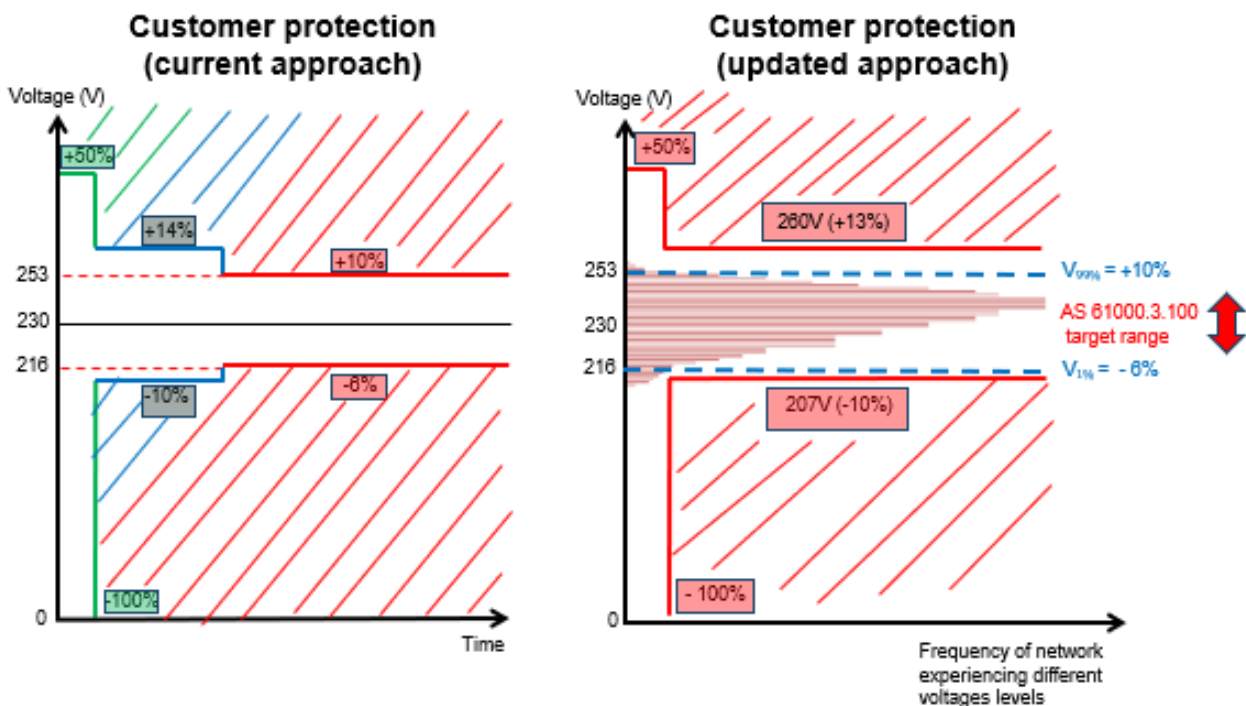 Customer protection
(current approach)
Voltage (V)
+50%
+14%
+10%
253
230
216
-10%
-6%
-100%
0
Time
Customer protection
(updated approach)
Voltage (V)
+50%
260V (+13%)
253
V99% = +10%
AS 61000.3.100
target range
230
216
V1% = - 6%
207V (-10%)
- 100%
0
Frequency of network
experiencing different
voltages levels